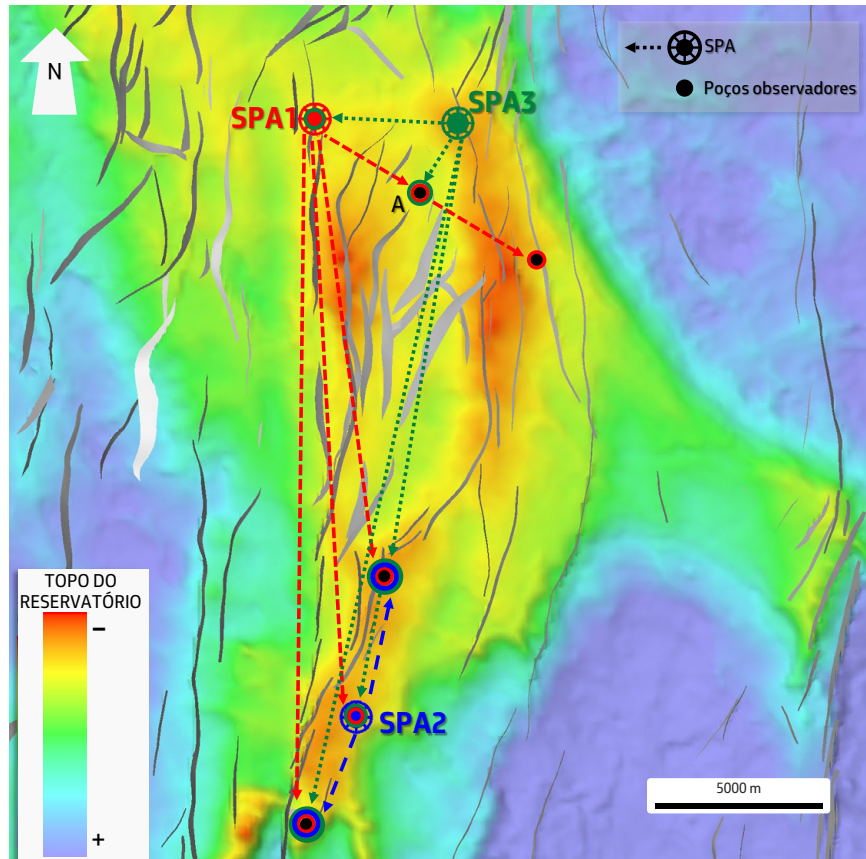 N
SPA
Poços observadores
SPA1
SPA3
A
TOPO DO
RESERVATÓRIO
–
+
SPA2
5000 m